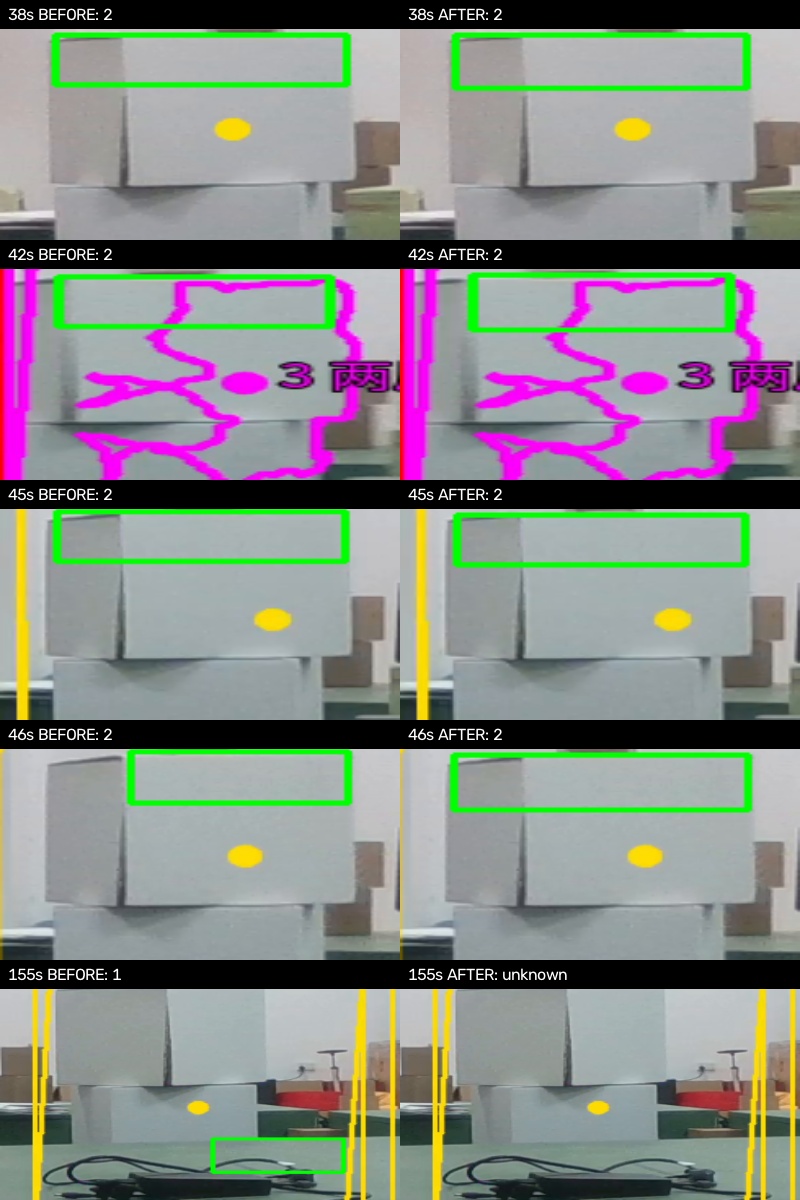 38s BEFORE: 2
38s AFTER: 2
42s BEFORE: 2
42s AFTER: 2
3 两
3 两
45s BEFORE: 2
45s AFTER: 2
46s BEFORE: 2
46s AFTER: 2
155s BEFORE: 1
155s AFTER: unknown